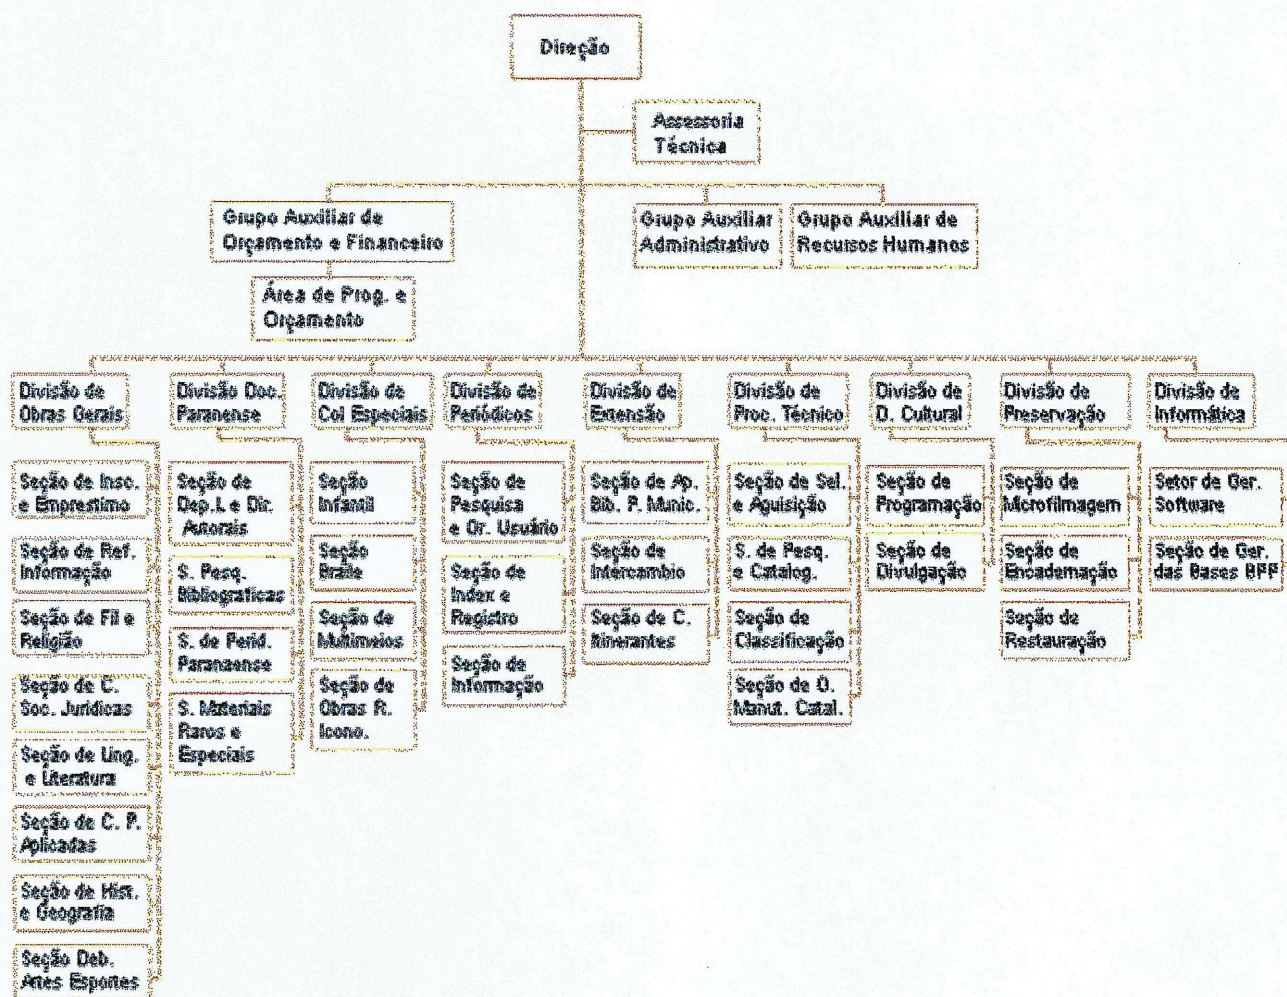 Direção
Assessoria
Técnica
Grupo Auxiliar de
Orçamento e Financeiro
Grupo Auxiliar
Administrativo
Grupo Auxiliar de
Recursos Humanos
Área de Prog. e
Orçamento
Divisão de
Obras Gerais
Divisão Doc.
Paranense
Divisão de
Col Especiais
Divisão de
Periódicos
Divisão de
Extensão
Divisão de
Proc. Técnico
Divisão de
D. Cultural
Divisão de
Preservação
Divisão de
Informática
Seção de Insc.
e Emprestimo
Seção de Ref.
Informação
Seção de Fil e
Religião
Seção de C.
Soc. Jurídicas
Seção de Ling.
e Literatura
Seção de C. P.
Aplicadas
Seção de Hist.
e Geografia
Seção Deb.
Artes Esportes
Seção de
Dep.L e Dir.
Autorais
S. Pesq.
Bibliograficas
S. de Perid.
Paranaense
S. Materiais
Raros e
Especiais
Seção
Infantil
Seção
Braile
Seção de
Multimeios
Seção de
Obras R.
Icono.
Seção de
Pesquisa
e Or. Usuário
Seção de
Index e
Registro
Seção de
Informação
Seção de Ap.
Bib. P. Munic.
Seção de
Intercambio
Seção de C.
Itinerantes
Seção de Sel.
e Aguisição
S. de Pesq.
e Catalog.
Seção de
Classificação
Seção de O.
Manut. Catal.
Seção de
Programação
Seção de
Divulgação
Seção de
Microfilmagem
Seção de
Encadernação
Seção de
Restauração
Setor de Ger.
Software
Seção de Ger.
das Bases BPP